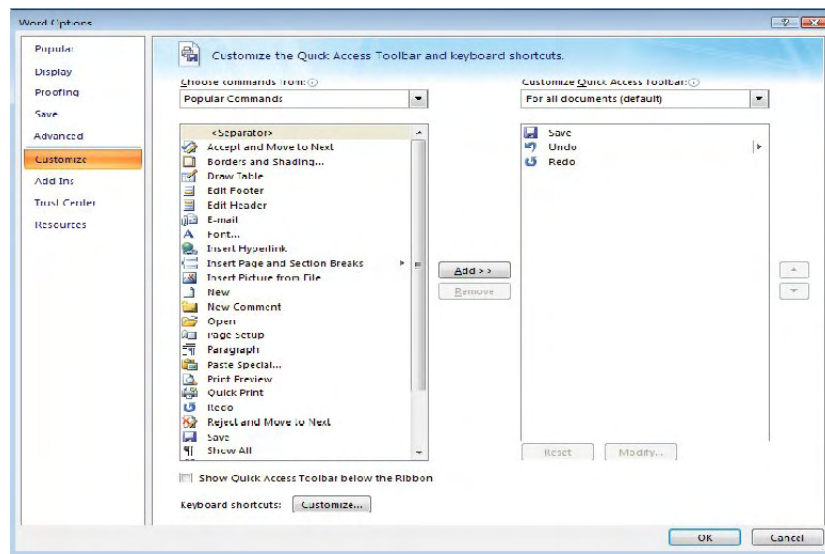 Word Options
Popular
Display
Proofing
Save
Advanced
Customize
Add-Ins
Trust Center
Resources
Customize the Quick Access Toolbar and keyboard shortcuts.
Choose commands from:
Popular Commands
<Separator>
Accept and Move to Next
Borders and Shading...
Draw Table
Edit Footer
Edit Header
E-mail
Font...
Insert Hyperlink
Insert Page and Section Breaks
Insert Picture from File
New
New Comment
Open
Page Setup
Paragraph
Paste Special...
Print Preview
Quick Print
Redo
Reject and Move to Next
Save
Show All
Add >>
Remove
Customize Quick Access Toolbar:
For all documents (default)
Save
Undo
Redo
Reset
Modify...
Show Quick Access Toolbar below the Ribbon
Keyboard shortcuts:
Customize...
OK
Cancel